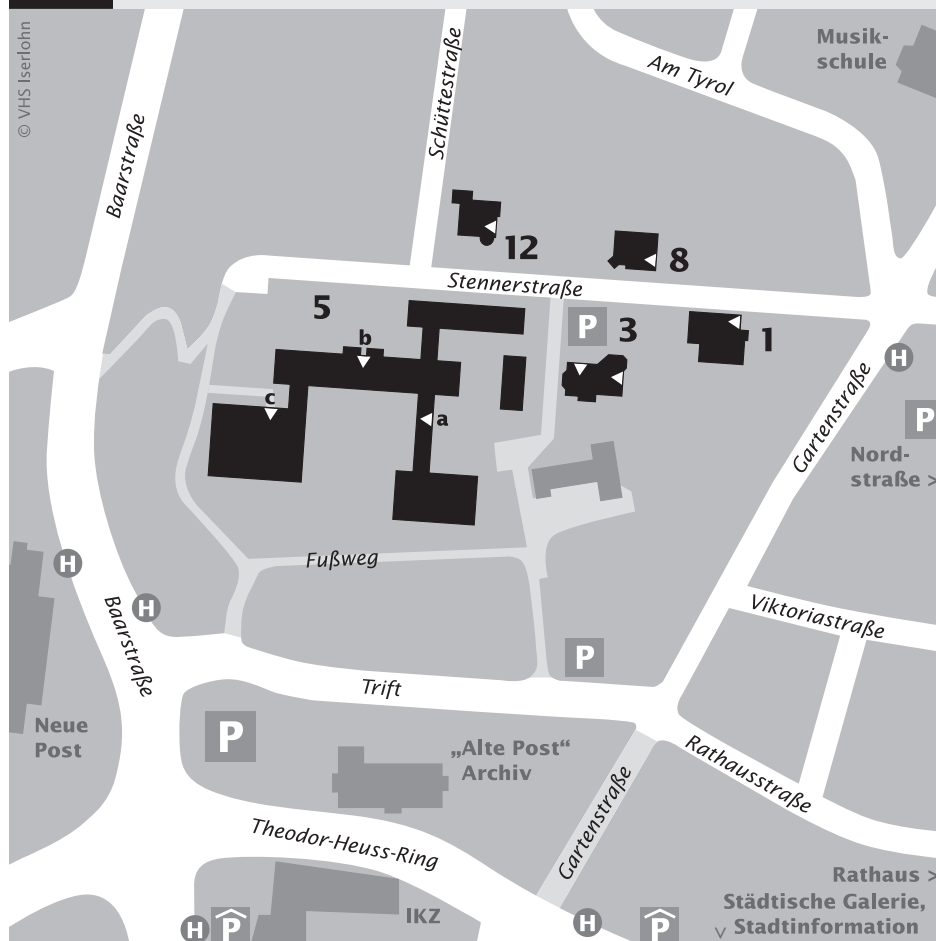 © VHS Iserlohn
Baarstraße
Schüttestraße
Am Tyrol
Musik-
schule
12
8
Stennerstraße
5
b
P
3
1
H
c
a
Gartenstraße
P
Nord-
straße >
Fußweg
H
H
Baarstraße
Viktoriastraße
P
Trift
Neue
Post
P
„Alte Post“
Archiv
Rathausstraße
Gartenstraße
Theodor-Heuss-Ring
Rathaus >
Städtische Galerie,
˅ Stadtinformation
IKZ
H
P
H
P